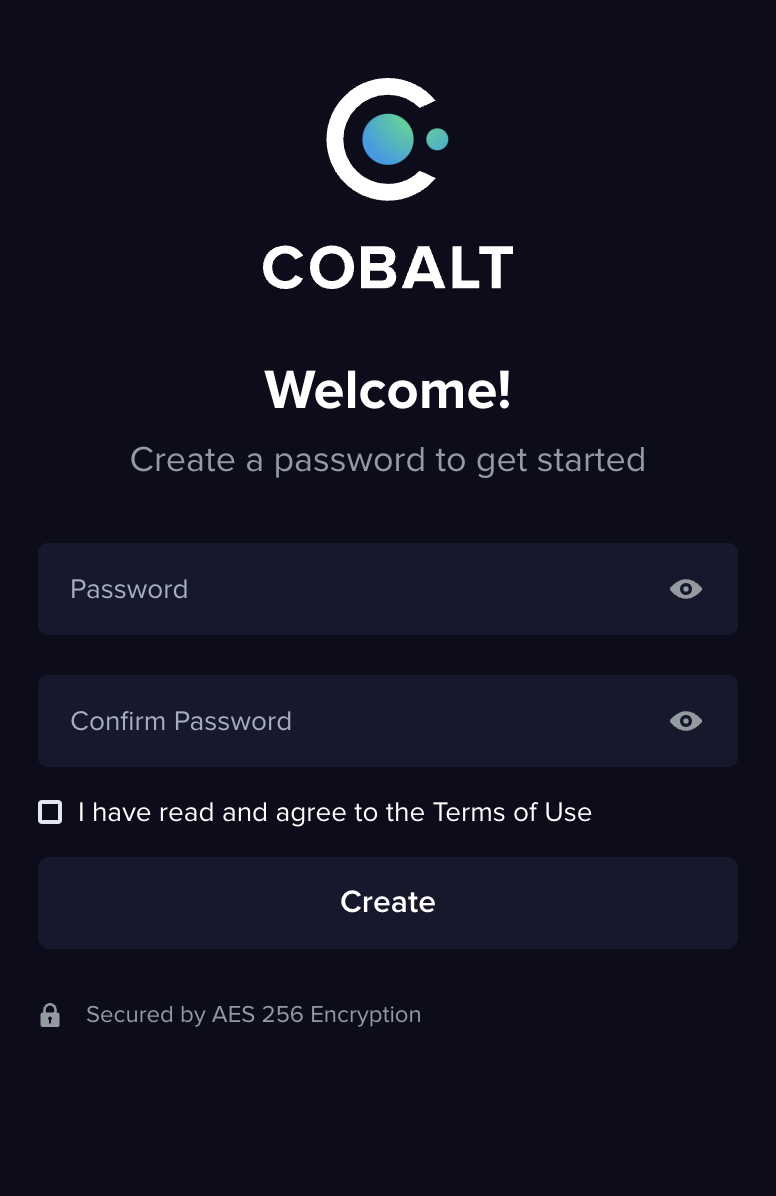 COBALT
Welcome!
Create a password to get started
Password
Confirm Password
I have read and agree to the Terms of Use
Create
Secured by AES 256 Encryption